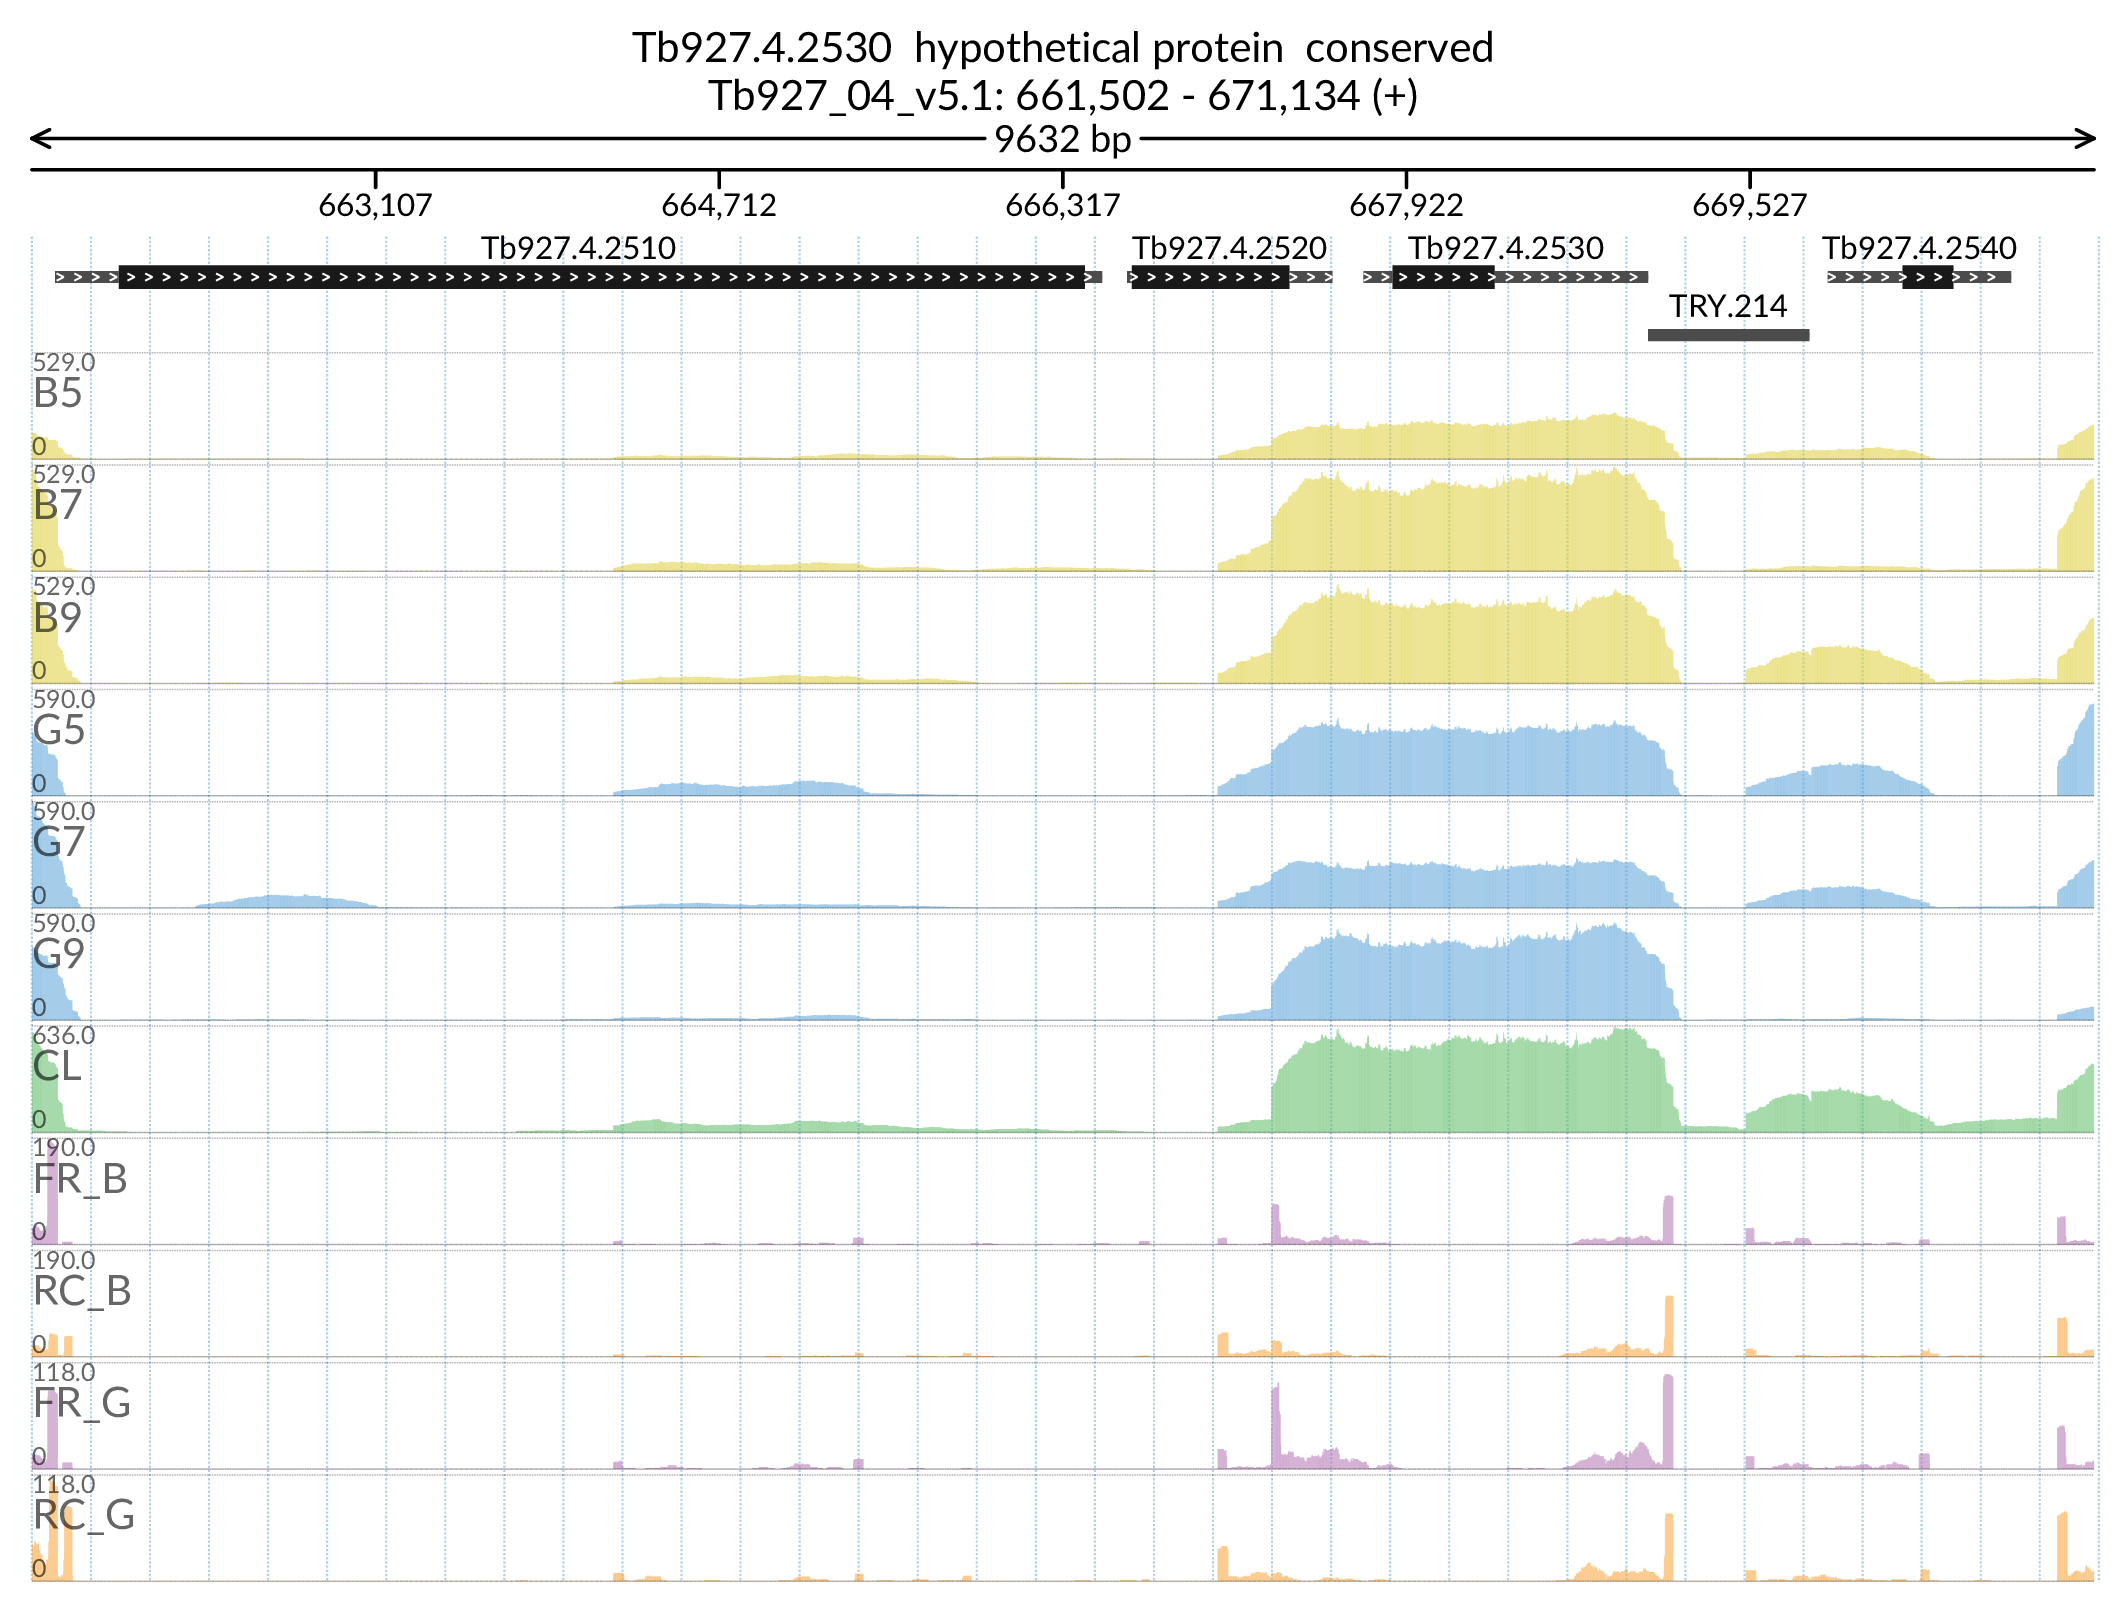 Tb927.4.2530  hypothetical protein  conserved
Tb927_04_v5.1: 661,502 - 671,134 (+)
9632 bp
663,107 664,712 666,317 667,922 669,527
Tb927.4.2510 Tb927.4.2520 Tb927.4.2530 Tb927.4.2540
TRY.214
529.0
B5
0
529.0
B7
0
529.0
B9
0
590.0
G5
0
590.0
G7
0
590.0
G9
0
636.0
CL
0
190.0
FR_B
0
190.0
RC_B
0
118.0
FR_G
0
118.0
RC_G
0